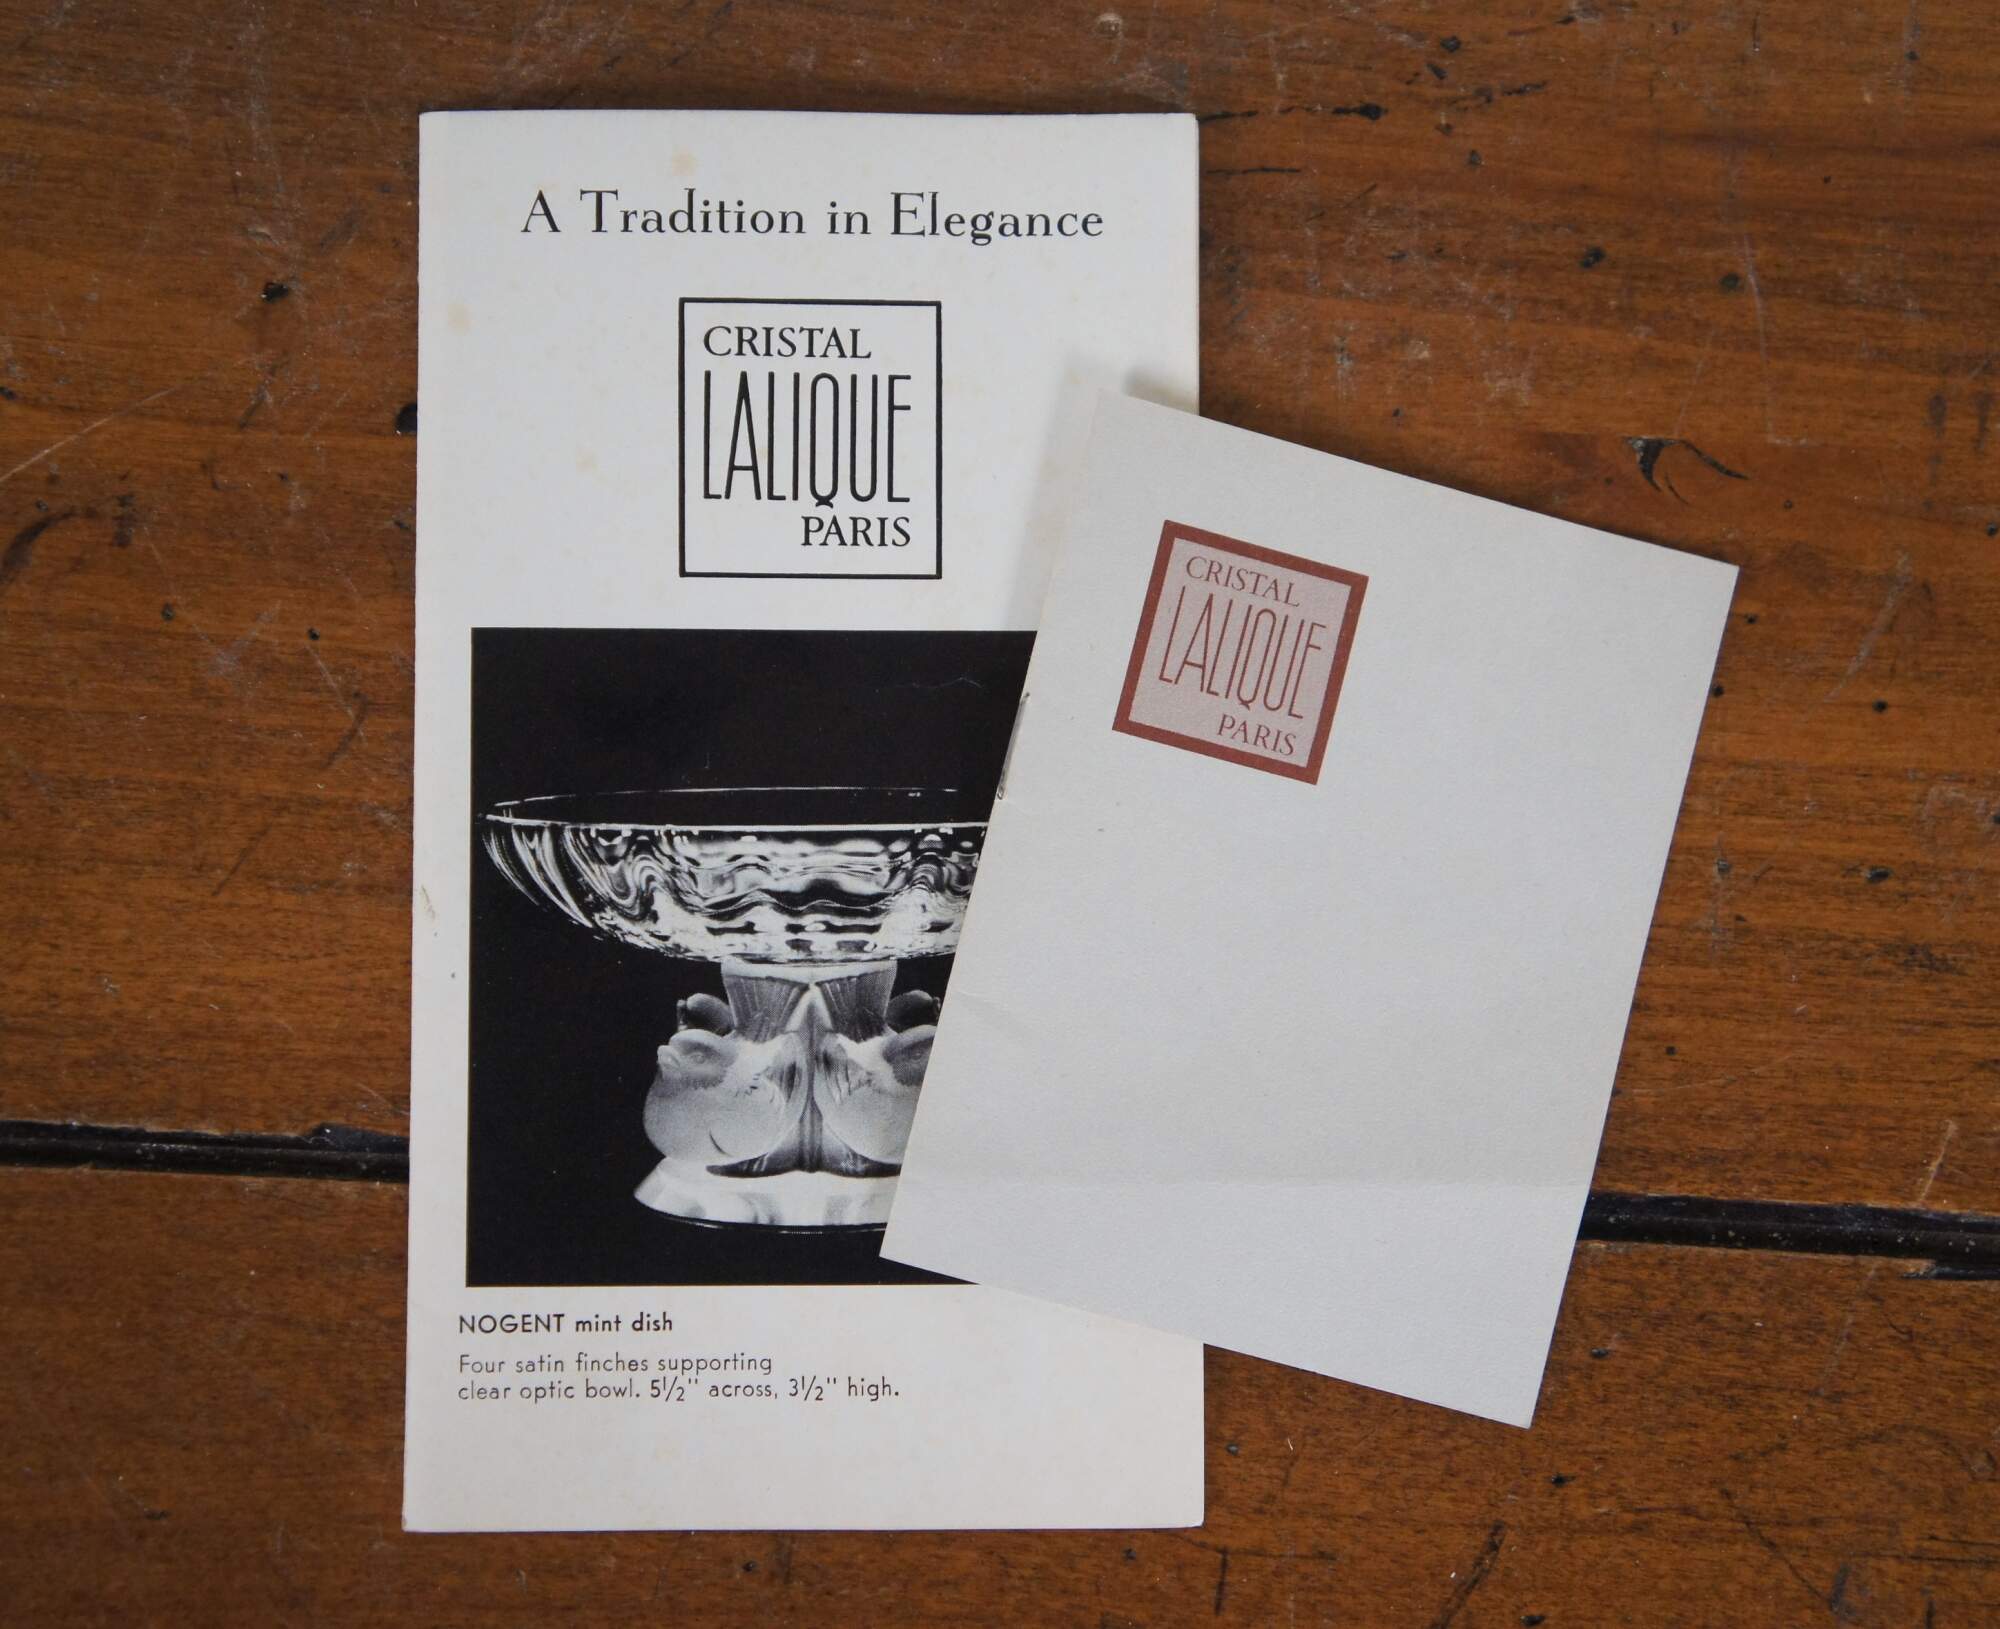 A Tradition in Elegance
CRISTAL
LALIQUE
PARIS
NOGENT mint dish
Four satin finches supporting
clear optic bowl. 5½" across, 3½" high.
CRISTAL
LALIQUE
PARIS